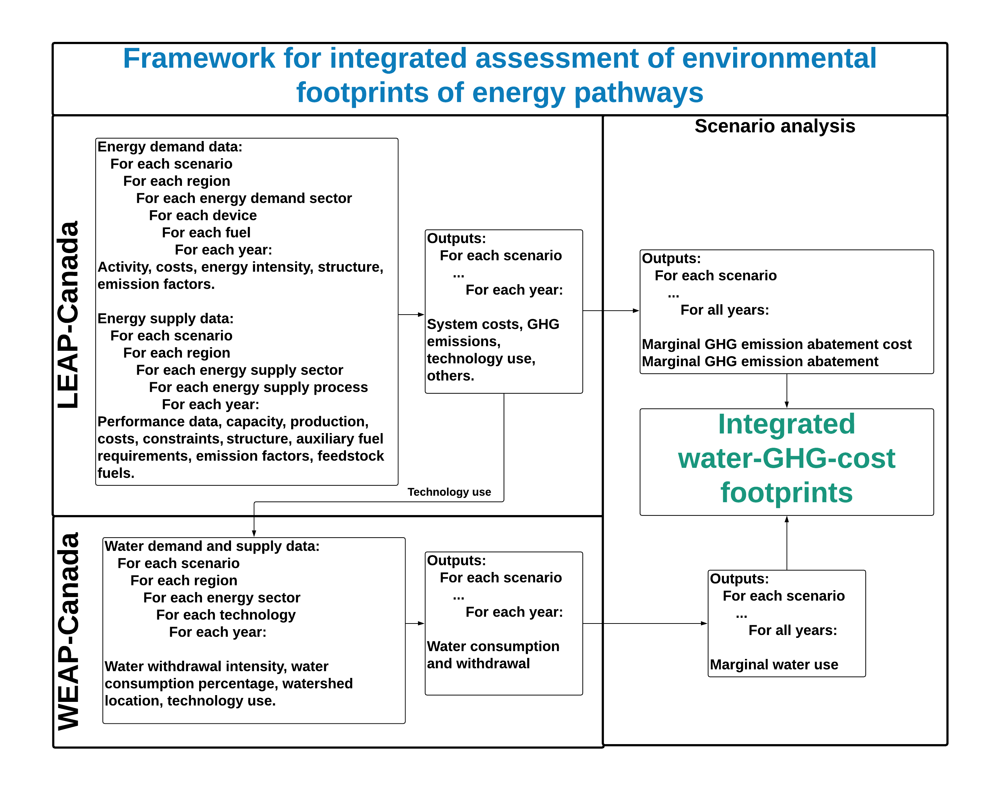 Framework for integrated assessment of environmental
footprints of energy pathways
LEAP-Canada
Energy demand data:
For each scenario
For each region
For each energy demand sector
For each device
For each fuel
For each year:
Activity, costs, energy intensity, structure,
emission factors.
Energy supply data:
For each scenario
For each region
For each energy supply sector
For each energy supply process
For each year:
Performance data, capacity, production,
costs, constraints, structure, auxiliary fuel
requirements, emission factors, feedstock
fuels.
Outputs:
For each scenario
...
For each year:
System costs, GHG
emissions,
technology use,
others.
Technology use
WEAP-Canada
Water demand and supply data:
For each scenario
For each region
For each energy sector
For each technology
For each year:
Water withdrawal intensity, water
consumption percentage, watershed
location, technology use.
Outputs:
For each scenario
...
For each year:
Water consumption
and withdrawal
Scenario analysis
Outputs:
For each scenario
...
For all years:
Marginal GHG emission abatement cost
Marginal GHG emission abatement
Integrated
water-GHG-cost
footprints
Outputs:
For each scenario
...
For all years:
Marginal water use